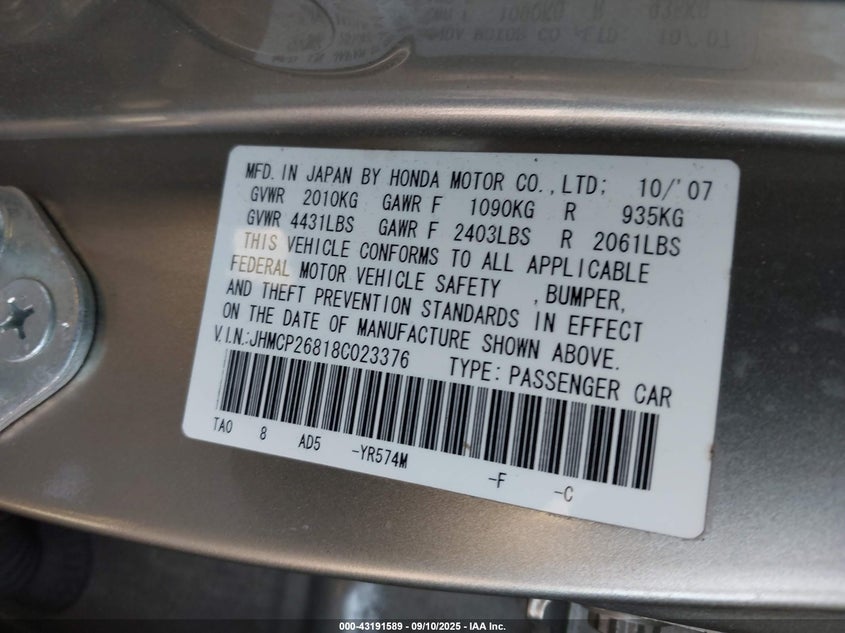 MFD. IN JAPAN BY HONDA MOTOR CO., LTD; 10/'07
GVWR 2010KG GAWR F 1090KG R 935KG
GVWR 4431LBS GAWR F 2403LBS R 2061LBS
THIS VEHICLE CONFORMS TO ALL APPLICABLE
FEDERAL MOTOR VEHICLE SAFETY , BUMPER,
AND THEFT PREVENTION STANDARDS IN EFFECT
ON THE DATE OF MANUFACTURE SHOWN ABOVE.
V.I.N.:JHMCP26818C023376 TYPE: PASSENGER CAR
TA0 8 AD5 -YR574M -F -C
000-43191589 - 09/10/2025 - IAA Inc.